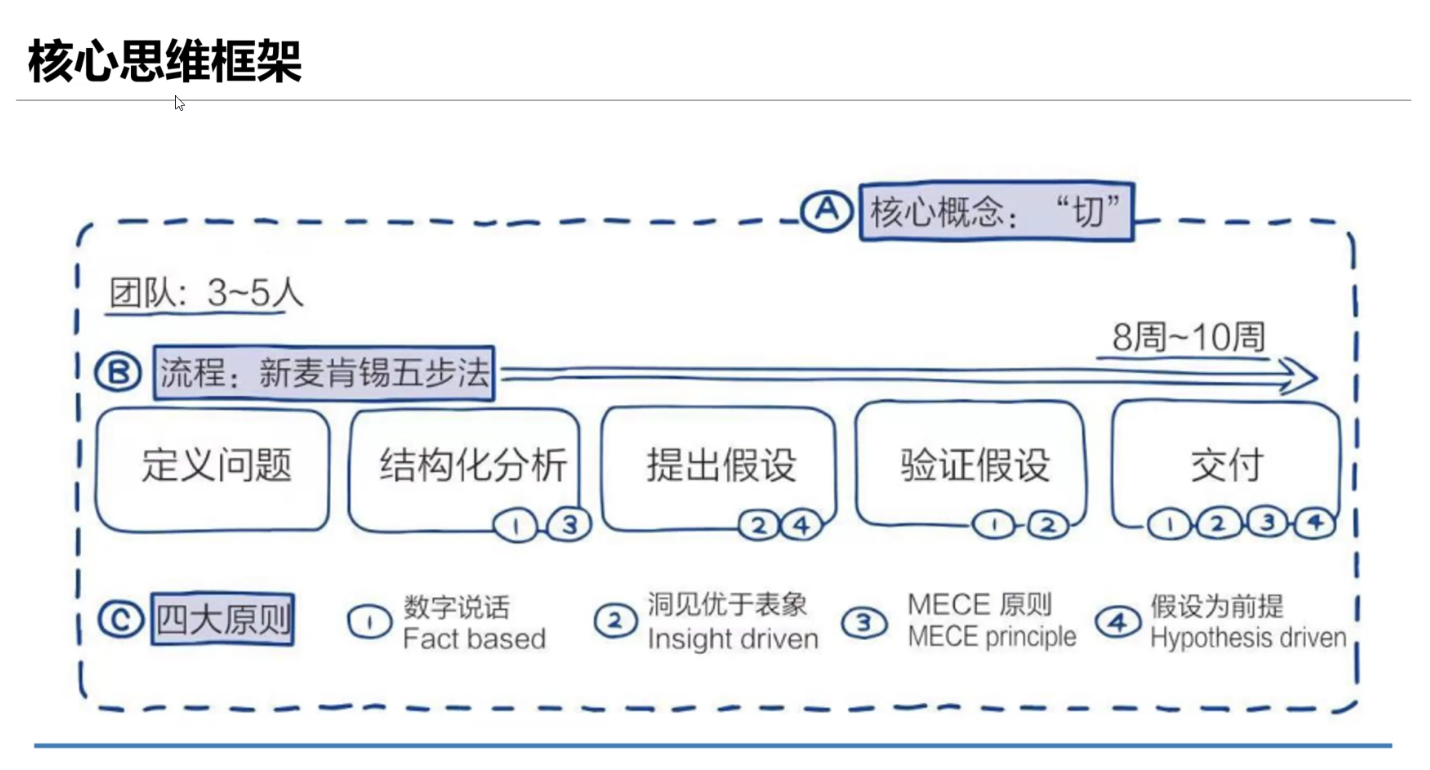 核心思维框架
A 核心概念：“切”
团队：3~5人
8周~10周
B 流程：新麦肯锡五步法
定义问题
结构化分析
1 3
提出假设
2 4
验证假设
1 2
交付
1 2 3 4
C 四大原则
1 数字说话
Fact based
2 洞见优于表象
Insight driven
3 MECE 原则
MECE principle
4 假设为前提
Hypothesis driven